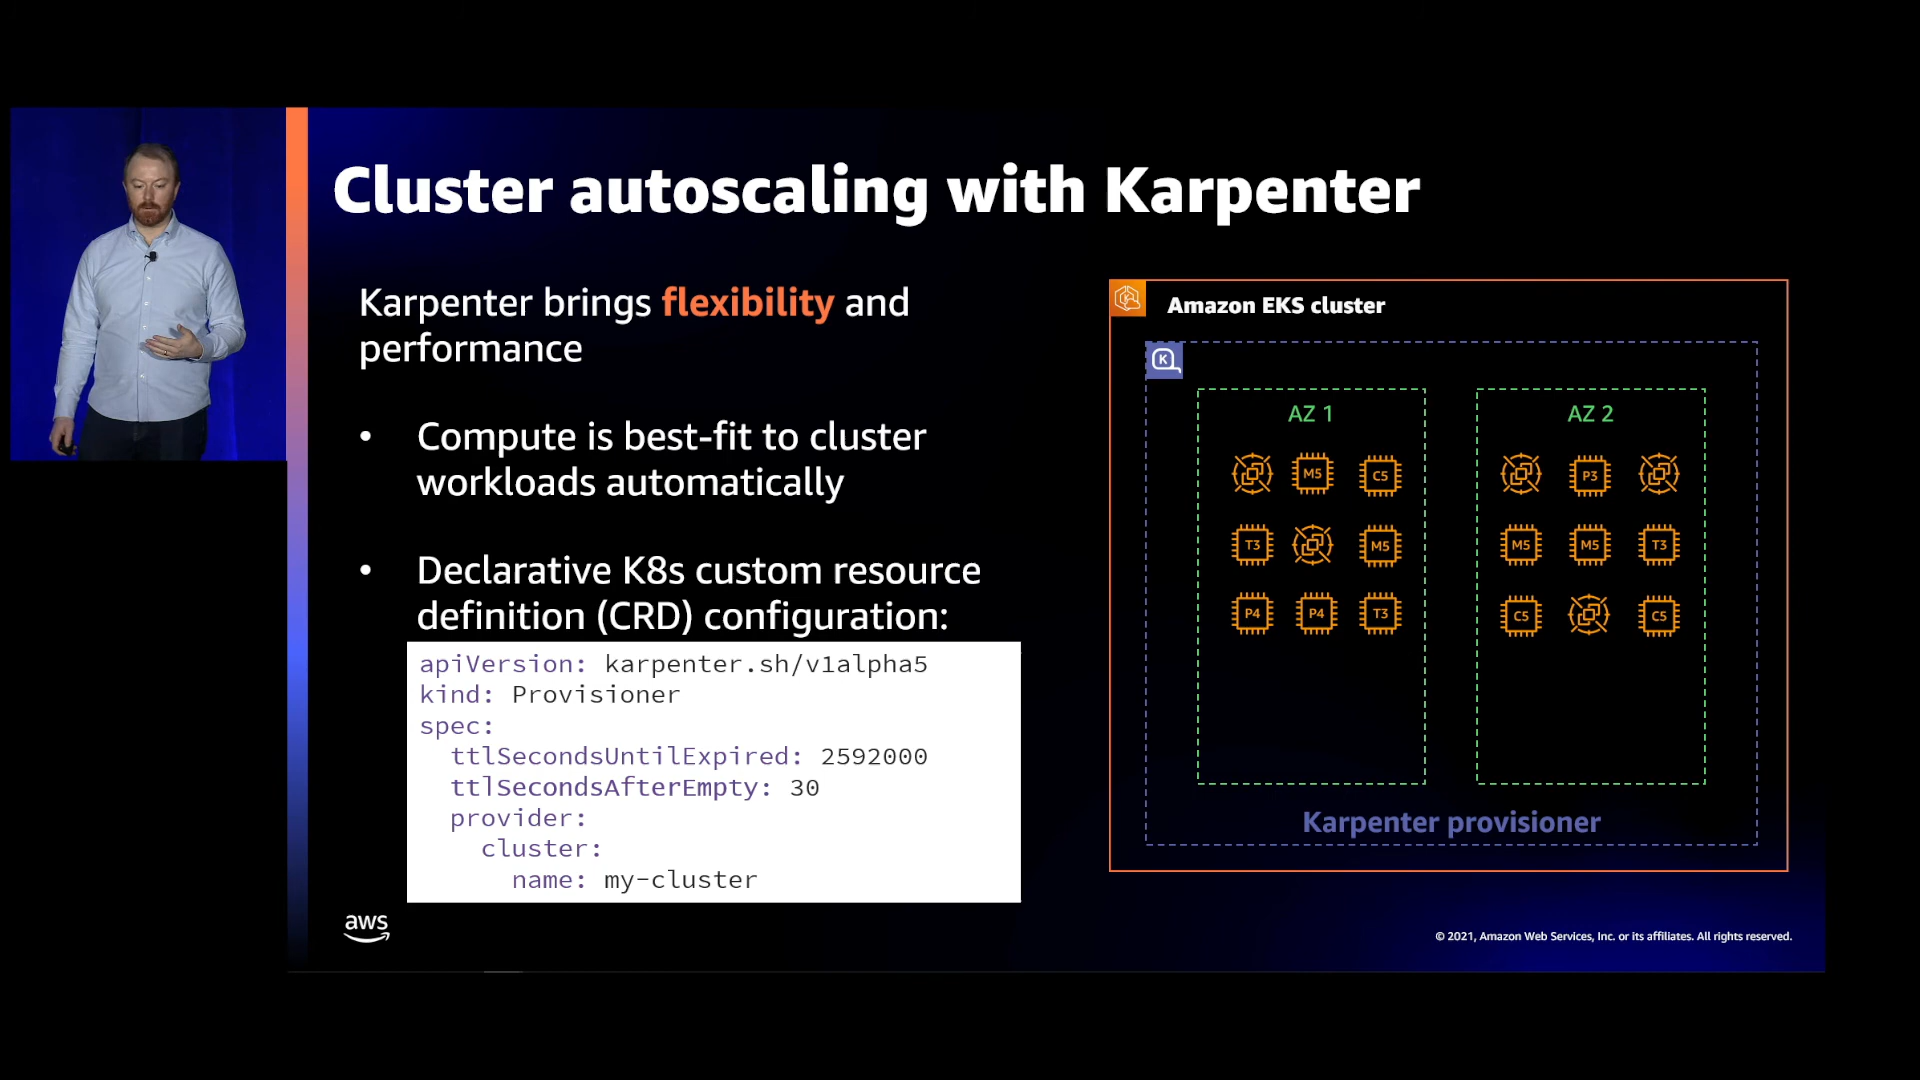 Cluster autoscaling with Karpenter
Karpenter brings flexibility and
performance
• Compute is best-fit to cluster
workloads automatically
• Declarative K8s custom resource
definition (CRD) configuration:
apiVersion: karpenter.sh/v1alpha5
kind: Provisioner
spec:
  ttlSecondsUntilExpired: 2592000
  ttlSecondsAfterEmpty: 30
  provider:
    cluster:
      name: my-cluster
Amazon EKS cluster
K
AZ 1
M5 C5
T3 M5
P4 P4 T3
AZ 2
P3
M5 M5 T3
C5 C5
Karpenter provisioner
aws
© 2021, Amazon Web Services, Inc. or its affiliates. All rights reserved.